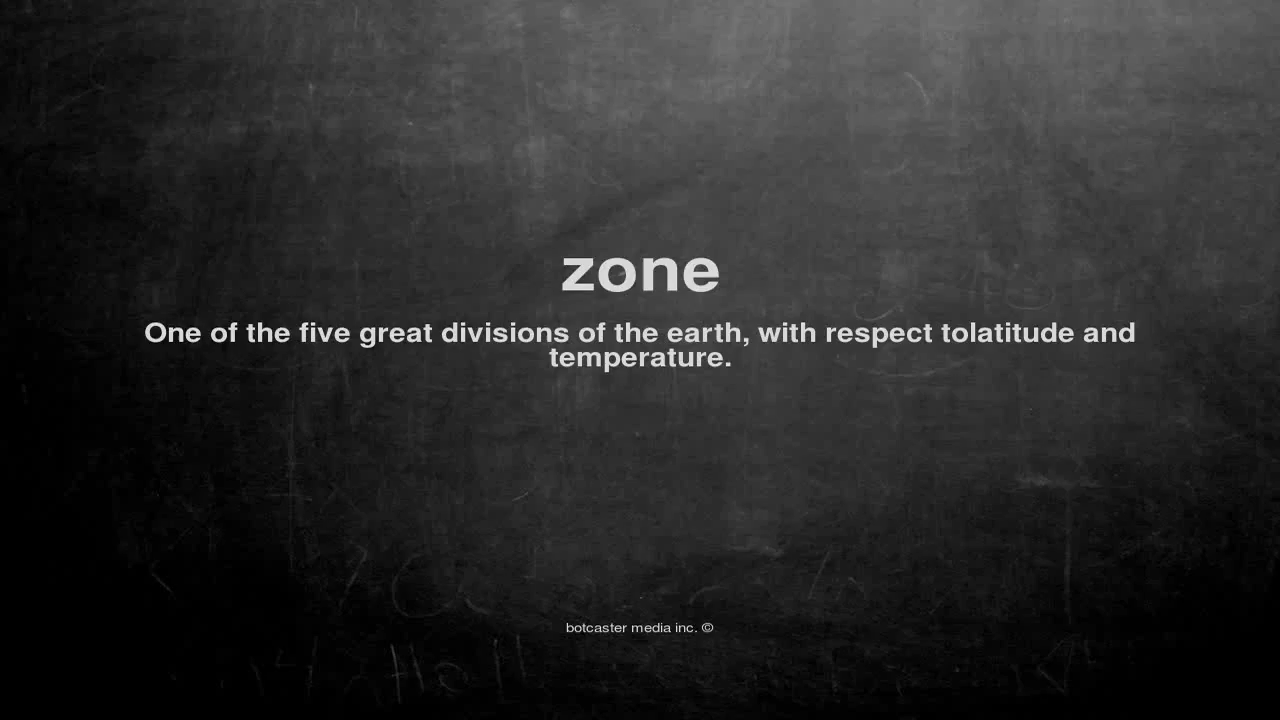 zone
One of the five great divisions of the earth, with respect tolatitude and
temperature.
botcaster media inc. ©